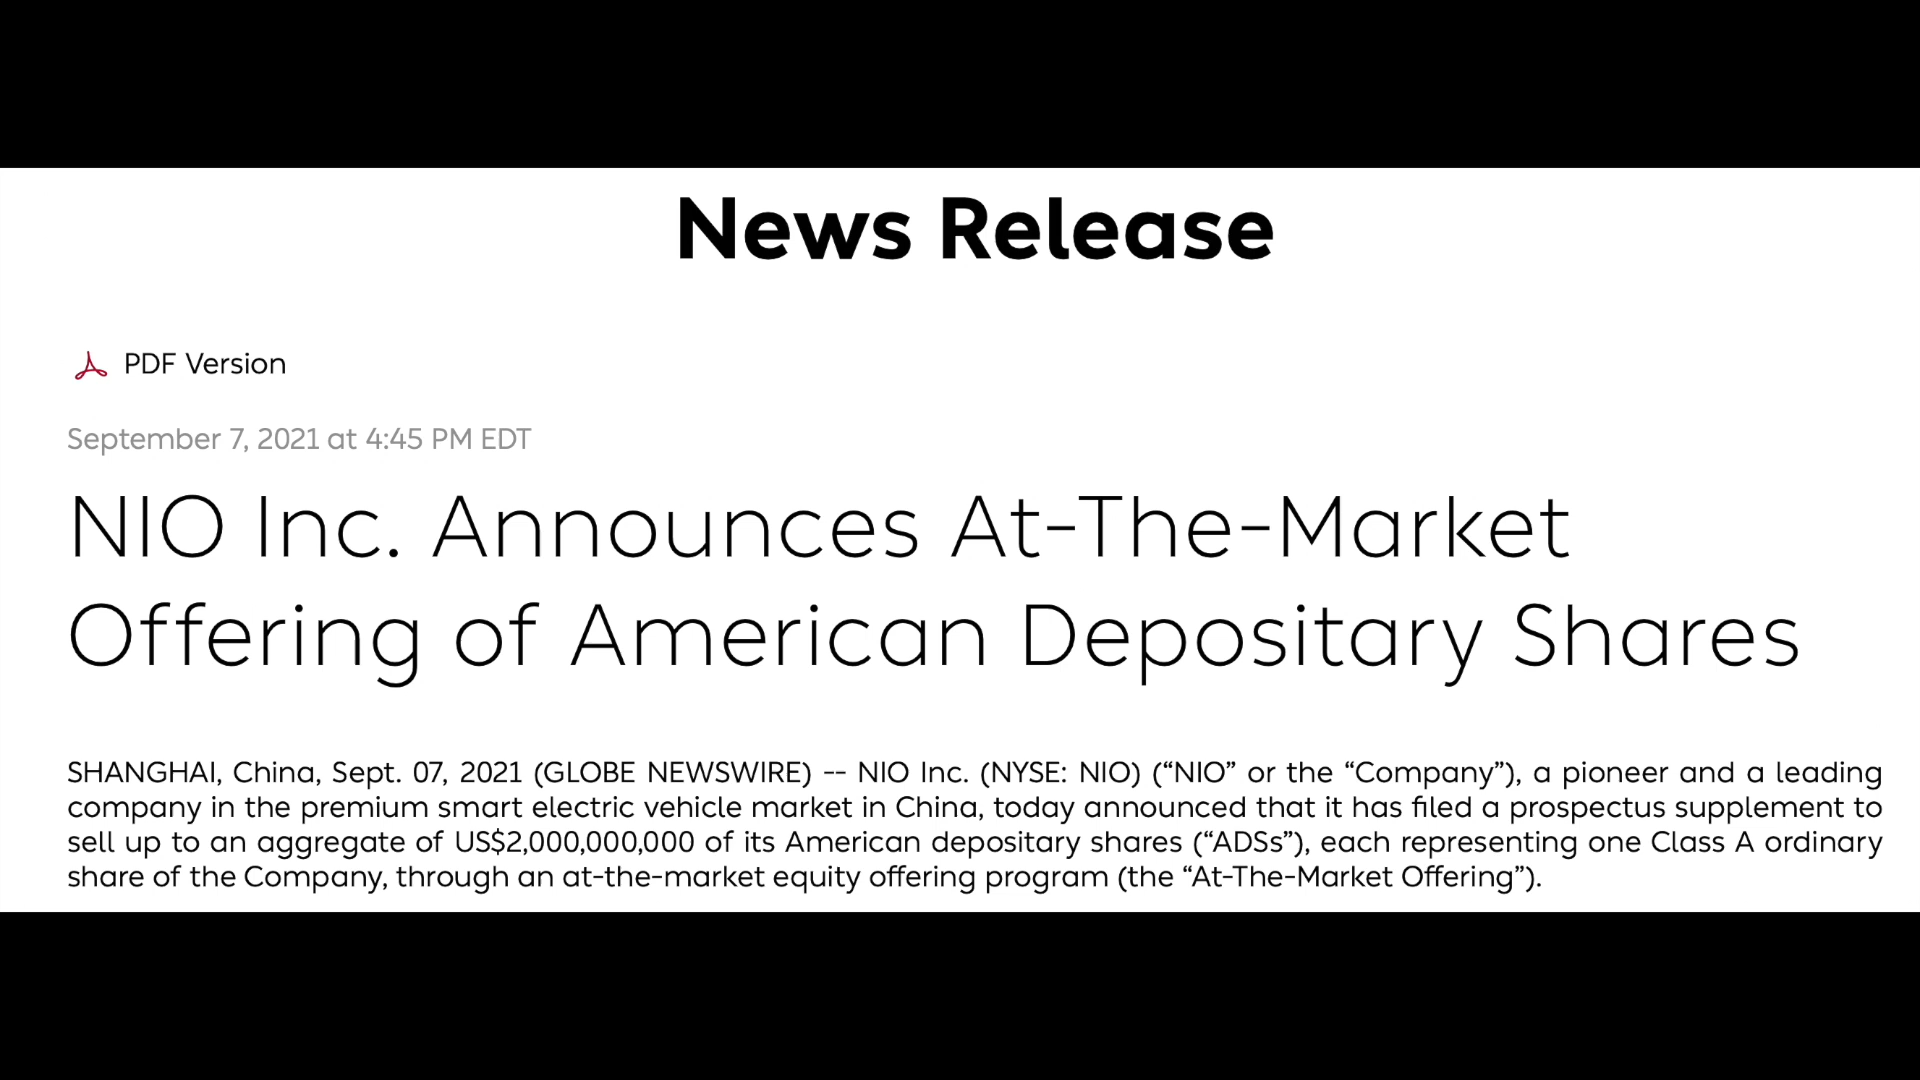 News Release
PDF Version
September 7, 2021 at 4:45 PM EDT
NIO Inc. Announces At-The-Market
Offering of American Depositary Shares
SHANGHAI, China, Sept. 07, 2021 (GLOBE NEWSWIRE) -- NIO Inc. (NYSE: NIO) (“NIO” or the “Company”), a pioneer and a leading
company in the premium smart electric vehicle market in China, today announced that it has filed a prospectus supplement to
sell up to an aggregate of US$2,000,000,000 of its American depositary shares (“ADSs”), each representing one Class A ordinary
share of the Company, through an at-the-market equity offering program (the “At-The-Market Offering”).